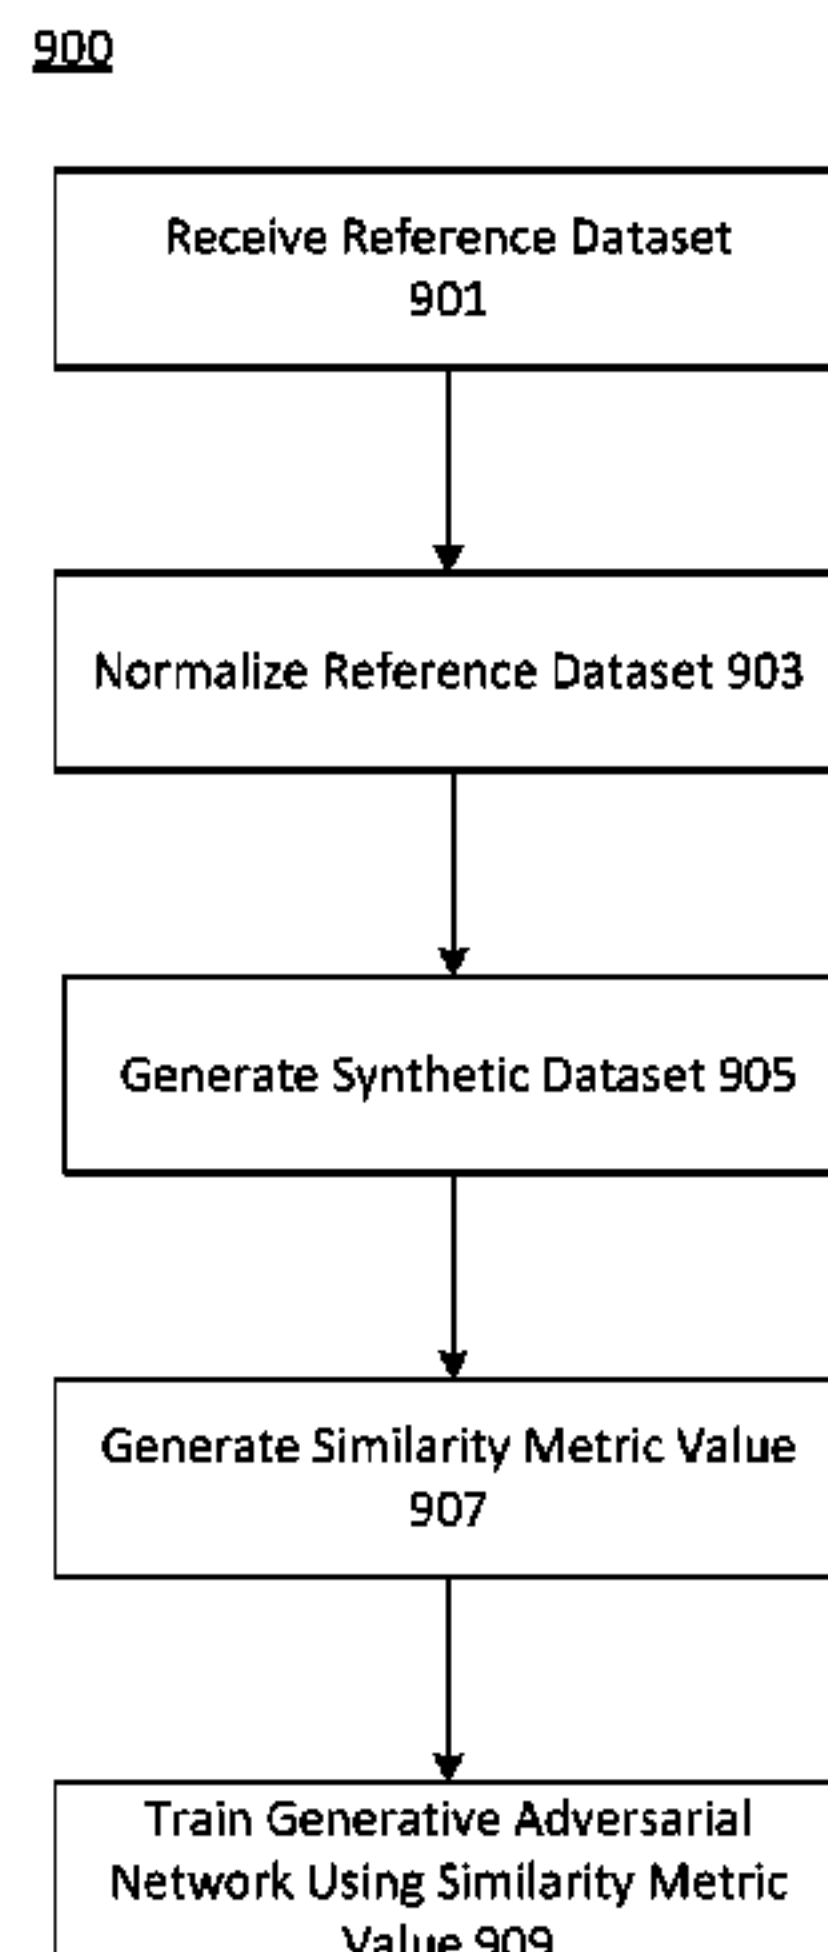 900
Receive Reference Dataset
901
Normalize Reference Dataset 903
Generate Synthetic Dataset 905
Generate Similarity Metric Value
907
Train Generative Adversarial
Network Using Similarity Metric
Value 909